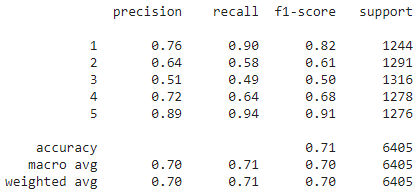 precision recall f1-score support
1 0.76 0.90 0.82 1244
2 0.64 0.58 0.61 1291
3 0.51 0.49 0.50 1316
4 0.72 0.64 0.68 1278
5 0.89 0.94 0.91 1276
accuracy 0.71 6405
macro avg 0.70 0.71 0.70 6405
weighted avg 0.70 0.71 0.70 6405